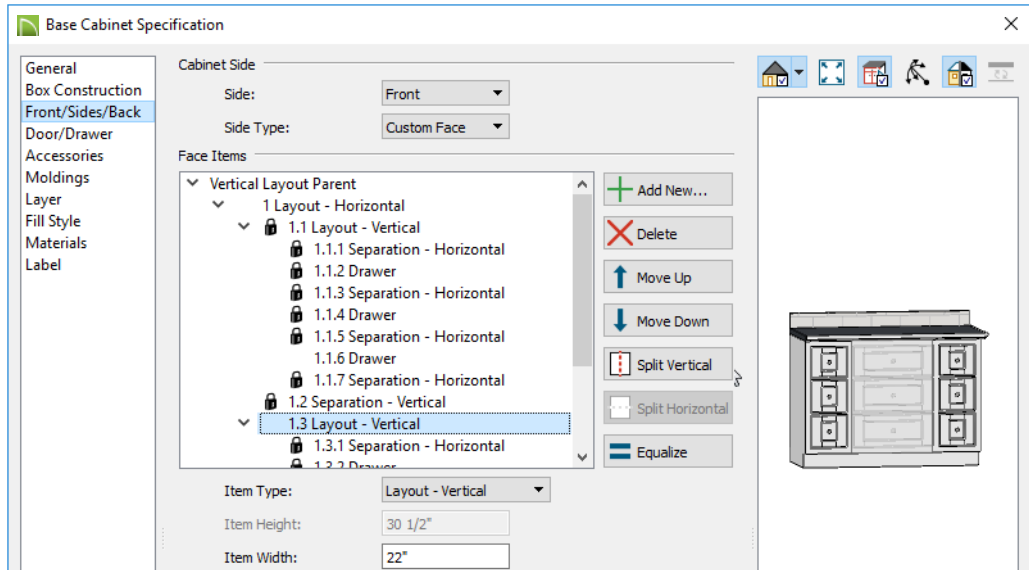 Base Cabinet Specification
General
Box Construction
Front/Sides/Back
Door/Drawer
Accessories
Moldings
Layer
Fill Style
Materials
Label
Cabinet Side
Side: Front
Side Type: Custom Face
Face Items
Vertical Layout Parent
1 Layout - Horizontal
1.1 Layout - Vertical
1.1.1 Separation - Horizontal
1.1.2 Drawer
1.1.3 Separation - Horizontal
1.1.4 Drawer
1.1.5 Separation - Horizontal
1.1.6 Drawer
1.1.7 Separation - Horizontal
1.2 Separation - Vertical
1.3 Layout - Vertical
1.3.1 Separation - Horizontal
1.3.2 Drawer
Add New...
Delete
Move Up
Move Down
Split Vertical
Split Horizontal
Equalize
Item Type: Layout - Vertical
Item Height: 30 1/2"
Item Width: 22"